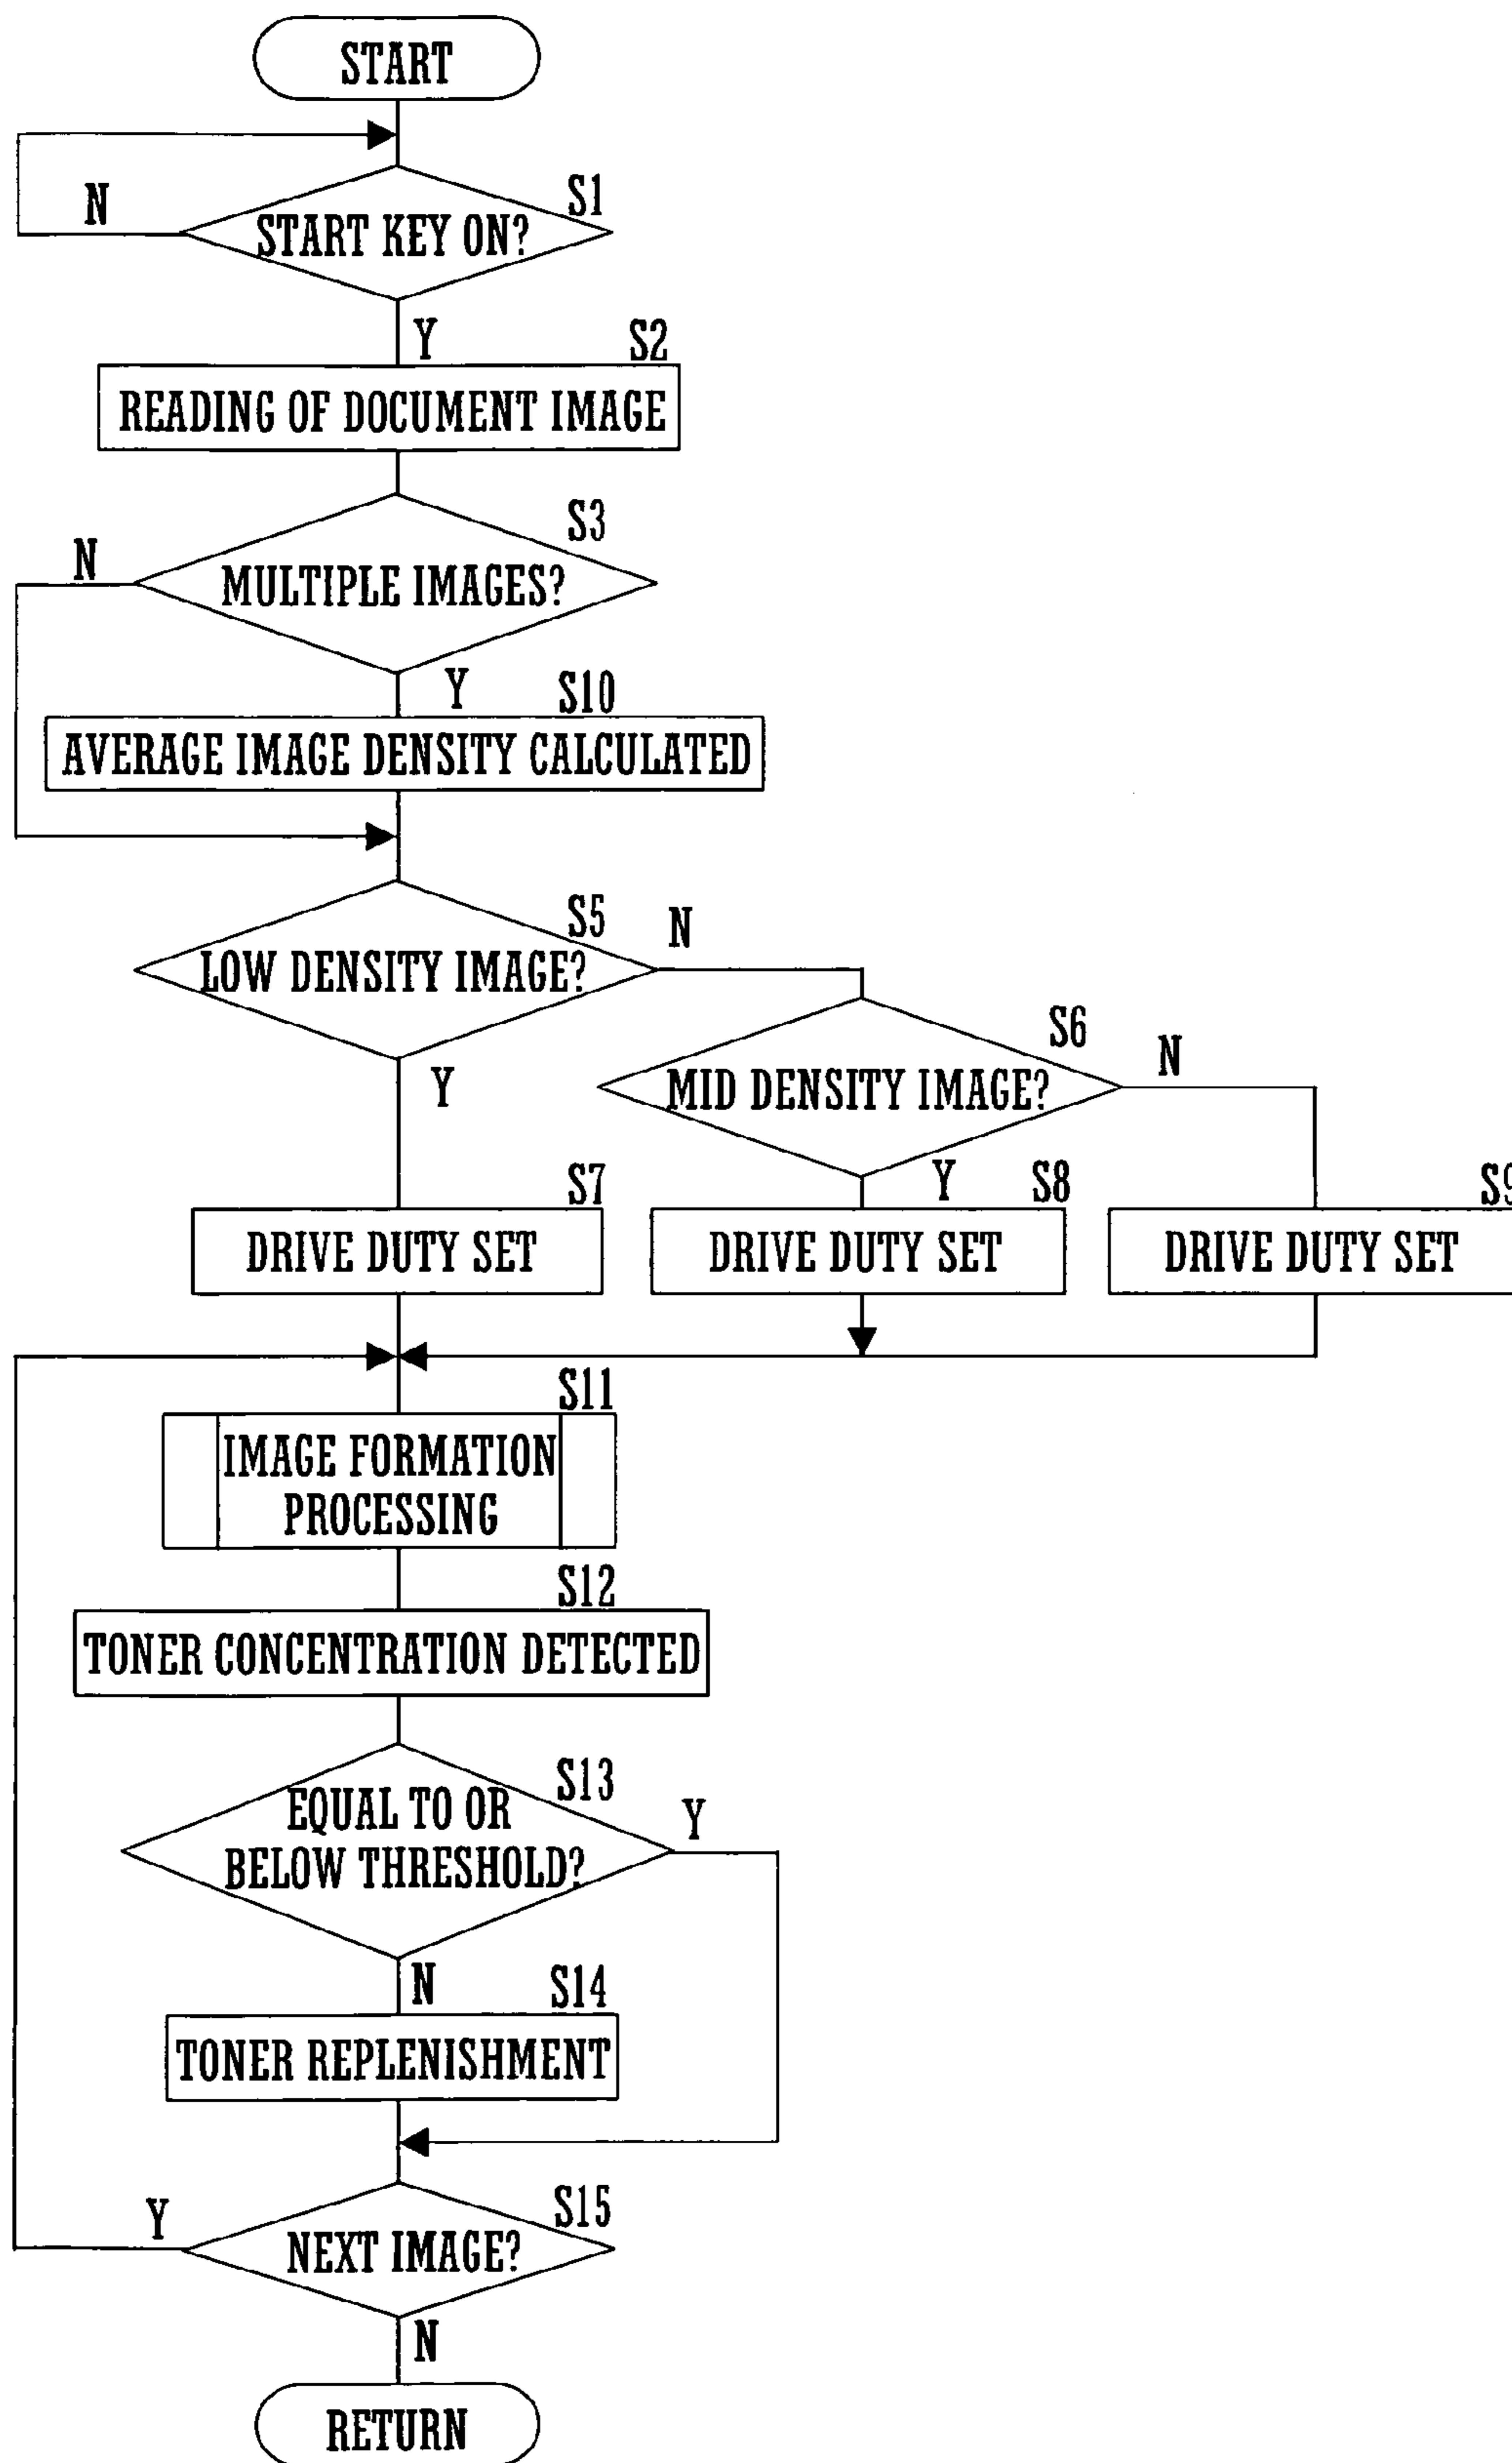 START
S1
N
START KEY ON?
Y
S2
READING OF DOCUMENT IMAGE
S3
N
MULTIPLE IMAGES?
Y
S10
AVERAGE IMAGE DENSITY CALCULATED
S5
N
LOW DENSITY IMAGE?
S6
N
MID DENSITY IMAGE?
Y
Y
S7
S8
S9
DRIVE DUTY SET
DRIVE DUTY SET
DRIVE DUTY SET
S11
IMAGE FORMATION
PROCESSING
S12
TONER CONCENTRATION DETECTED
S13
EQUAL TO OR
BELOW THRESHOLD?
Y
N
S14
TONER REPLENISHMENT
S15
Y
NEXT IMAGE?
N
RETURN